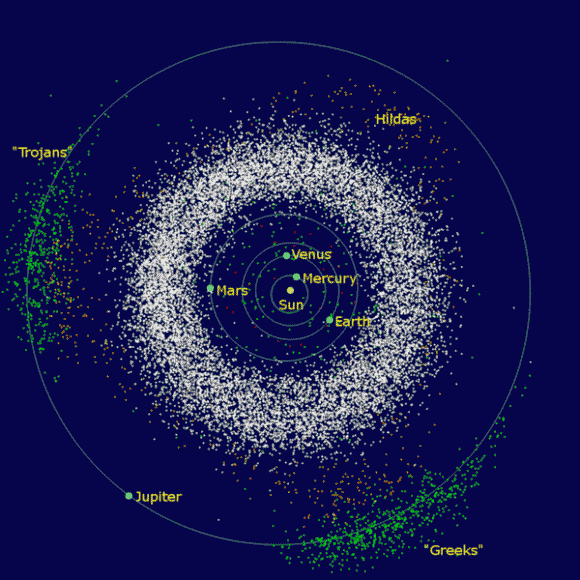 Hildas
"Trojans"
Venus
Mercury
Mars
Sun
Earth
Jupiter
"Greeks"